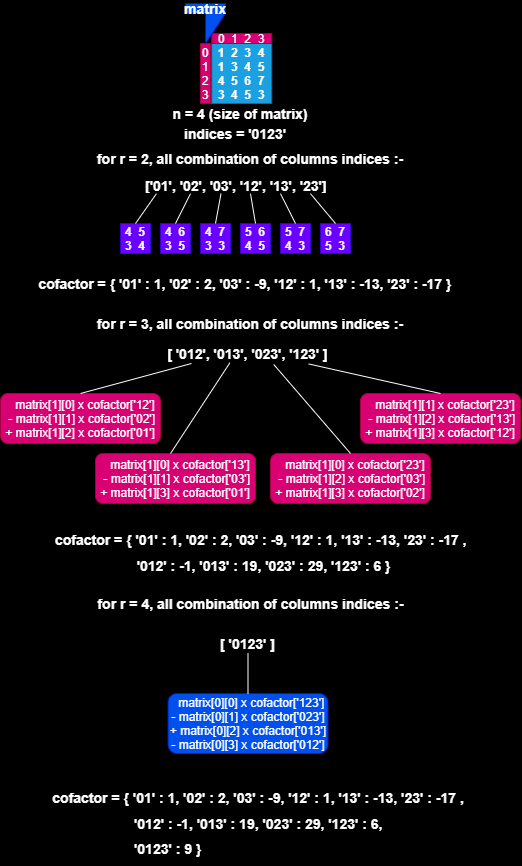 matrix
0 1 2 3
0 1 2 3 4
1 1 3 4 5
2 4 5 6 7
3 3 4 5 3
n = 4 (size of matrix)
indices = '0123'
for r = 2, all combination of columns indices :-
['01', '02', '03', '12', '13', '23']
4 5 4 6 4 7 5 6 5 7 6 7
3 4 3 5 3 3 4 5 4 3 5 3
cofactor = { '01' : 1, '02' : 2, '03' : -9, '12' : 1, '13' : -13, '23' : -17 }
for r = 3, all combination of columns indices :-
[ '012', '013', '023', '123' ]
matrix[1][0] x cofactor['12']
- matrix[1][1] x cofactor['02']
+ matrix[1][2] x cofactor['01']
matrix[1][1] x cofactor['23']
- matrix[1][2] x cofactor['13']
+ matrix[1][3] x cofactor['12']
matrix[1][0] x cofactor['13']
- matrix[1][1] x cofactor['03']
+ matrix[1][3] x cofactor['01']
matrix[1][0] x cofactor['23']
- matrix[1][2] x cofactor['03']
+ matrix[1][3] x cofactor['02']
cofactor = { '01' : 1, '02' : 2, '03' : -9, '12' : 1, '13' : -13, '23' : -17 ,
'012' : -1, '013' : 19, '023' : 29, '123' : 6 }
for r = 4, all combination of columns indices :-
[ '0123' ]
matrix[0][0] x cofactor['123']
- matrix[0][1] x cofactor['023']
+ matrix[0][2] x cofactor['013']
- matrix[0][3] x cofactor['012']
cofactor = { '01' : 1, '02' : 2, '03' : -9, '12' : 1, '13' : -13, '23' : -17 ,
'012' : -1, '013' : 19, '023' : 29, '123' : 6,
'0123' : 9 }